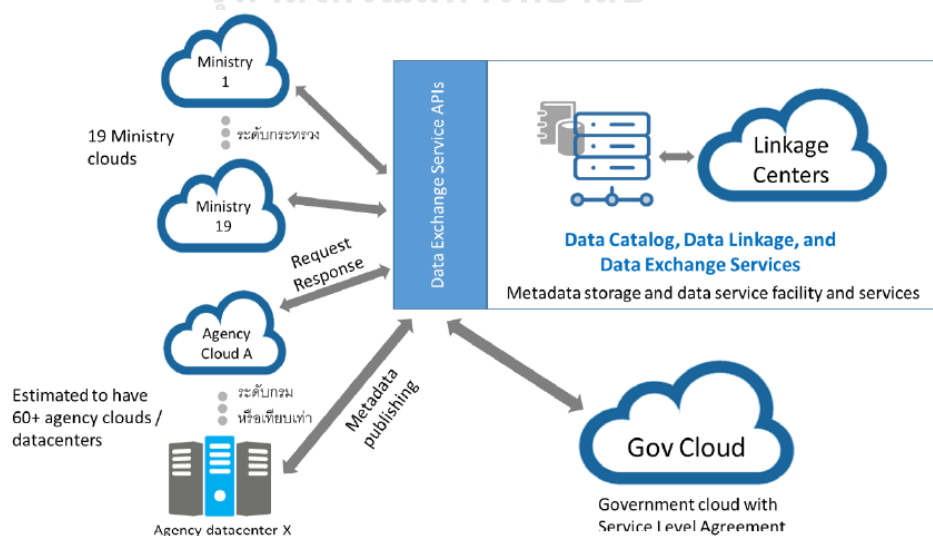 Ministry
1
19 Ministry
clouds
ระดับกระทรวง
Ministry
19
Request
Response
Agency
Cloud A
Estimated to have
60+ agency clouds /
datacenters
ระดับกรม
หรือเทียบเท่า
Metadata
publishing
Agency datacenter X
Data Exchange Service APIs
Linkage
Centers
Data Catalog, Data Linkage, and
Data Exchange Services
Metadata storage and data service facility and services
Gov Cloud
Government cloud with
Service Level Agreement